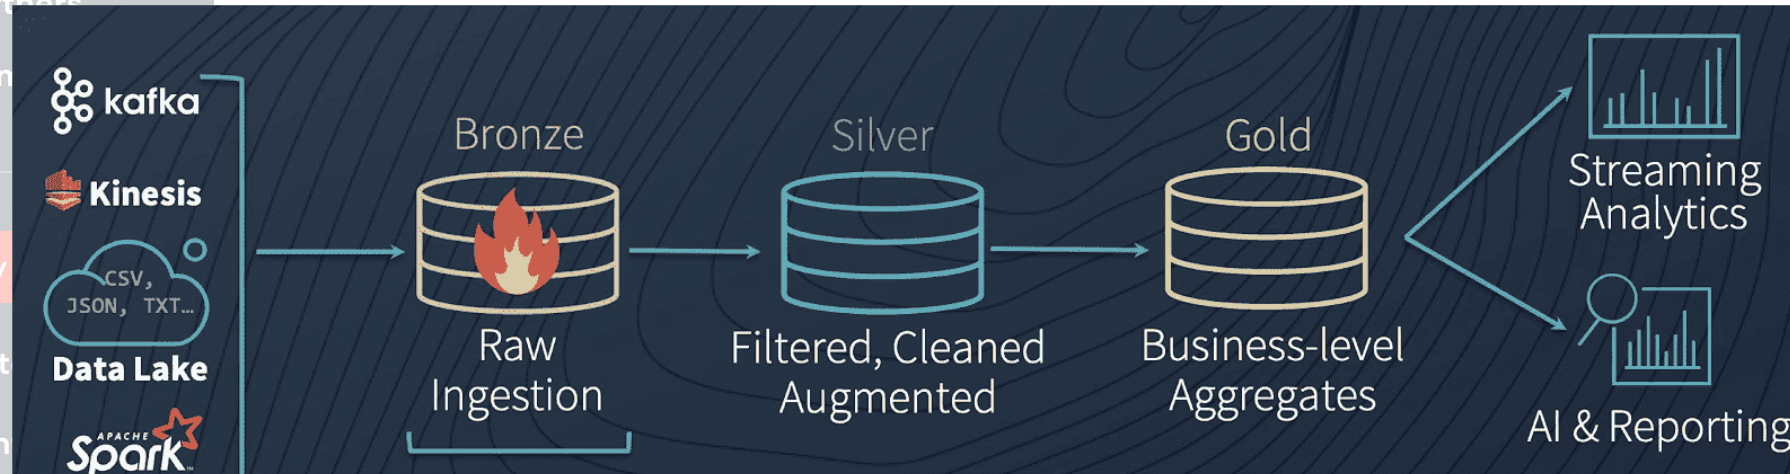 kafka
Kinesis
CSV,
JSON, TXT...
Data Lake
APACHE
Spark
Bronze
Raw
Ingestion
Silver
Filtered, Cleaned
Augmented
Gold
Business-level
Aggregates
Streaming
Analytics
AI & Reporting